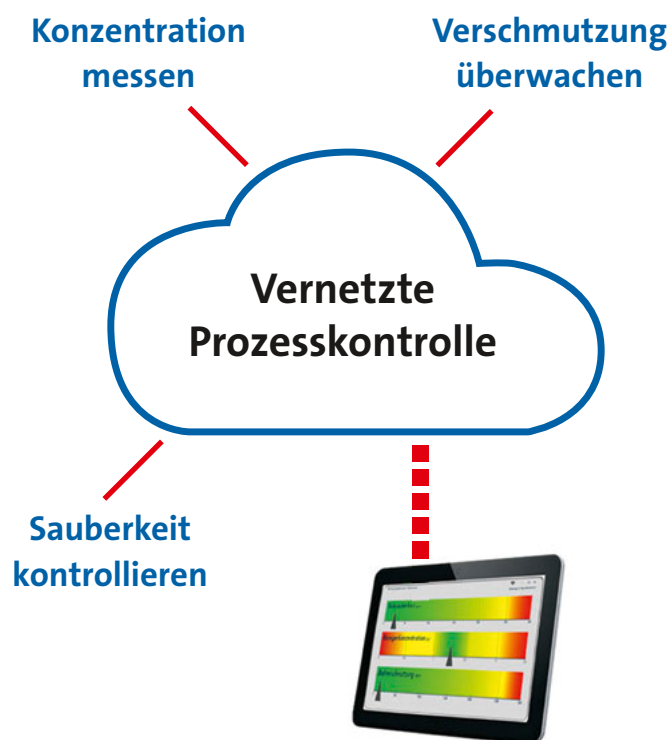 Konzentration
messen
Verschmutzung
überwachen
Vernetzte
Prozesskontrolle
Sauberkeit
kontrollieren